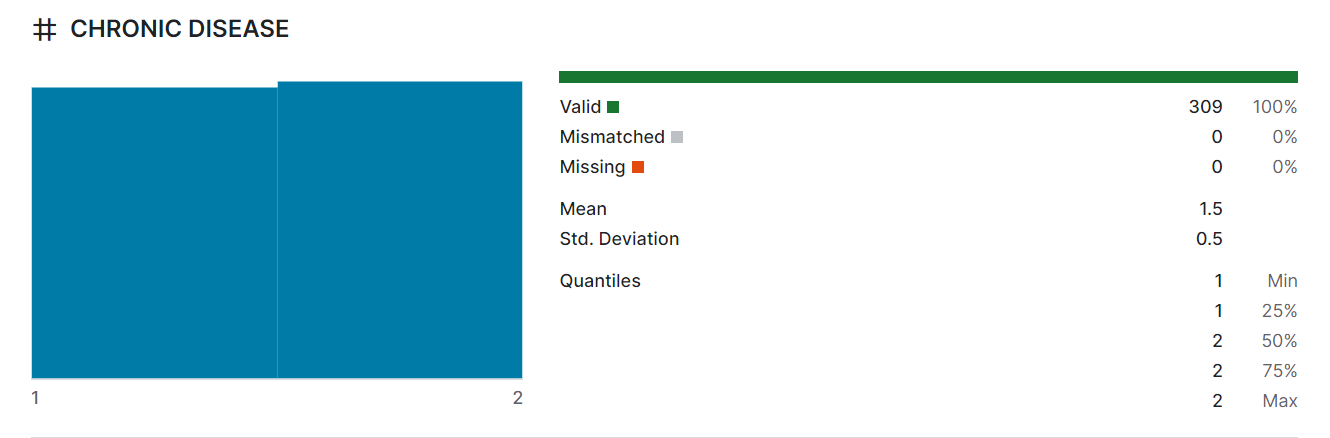 # CHRONIC DISEASE
1 2
Valid 309 100%
Mismatched 0 0%
Missing 0 0%
Mean 1.5
Std. Deviation 0.5
Quantiles 1 Min
1 25%
2 50%
2 75%
2 Max